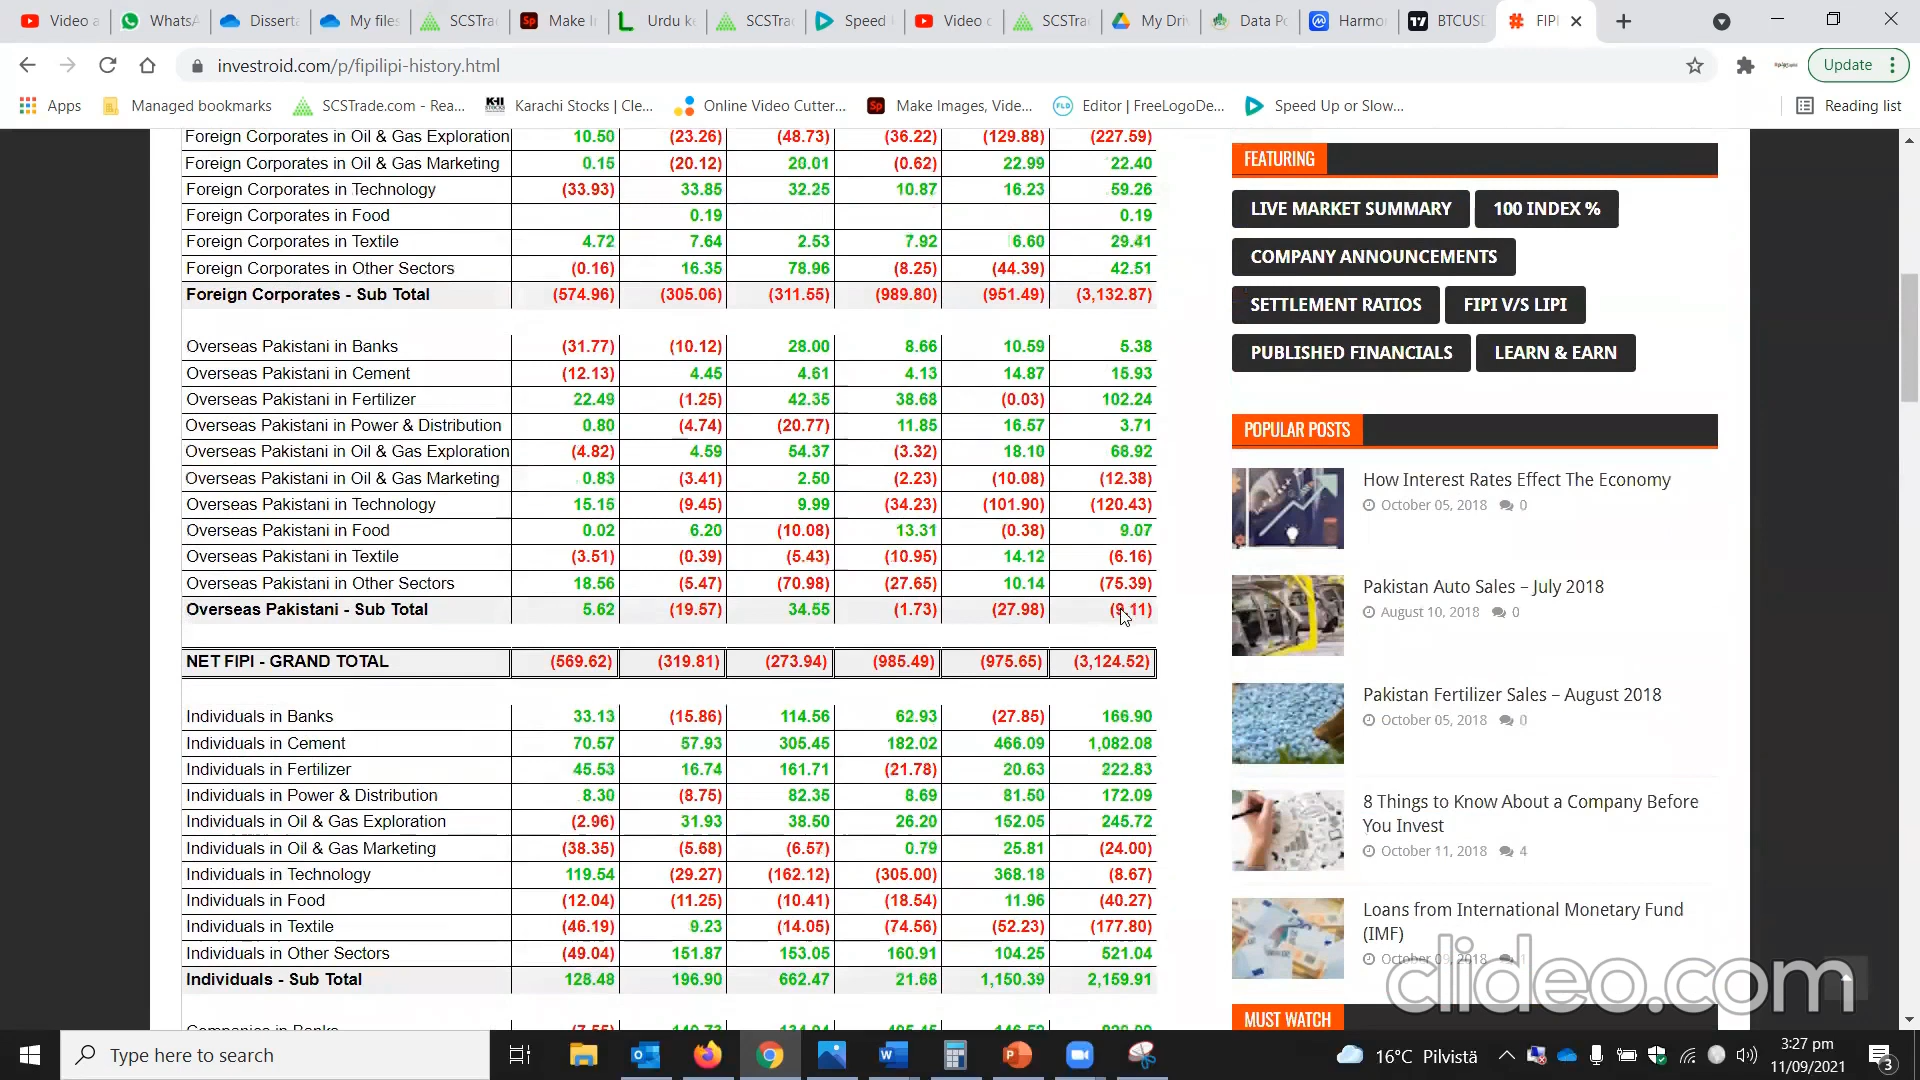 Video a
WhatsA
Disserta
My files
SCSTrad
Make Ir
Urdu ke
SCSTrad
Speed
Video c
SCSTrad
My Driv
Data Po
Harmo
BTCUSD
FIPI
investroid.com/p/fipilipi-history.html
Update
Apps
Managed bookmarks
SCSTrade.com - Rea...
Karachi Stocks | Cle...
Online Video Cutter...
Make Images, Vide...
Editor | FreeLogoDe...
Speed Up or Slow...
Reading list
Foreign Corporates in Oil & Gas Exploration 10.50 (23.26) (48.73) (36.22) (129.88) (227.59)
Foreign Corporates in Oil & Gas Marketing 0.15 (20.12) 20.01 (0.62) 22.99 22.40
Foreign Corporates in Technology (33.93) 33.85 32.25 10.87 16.23 59.26
Foreign Corporates in Food 0.19 0.19
Foreign Corporates in Textile 4.72 7.64 2.53 7.92 6.60 29.41
Foreign Corporates in Other Sectors (0.16) 16.35 78.96 (8.25) (44.39) 42.51
Foreign Corporates - Sub Total (574.96) (305.06) (311.55) (989.80) (951.49) (3,132.87)
Overseas Pakistani in Banks (31.77) (10.12) 28.00 8.66 10.59 5.38
Overseas Pakistani in Cement (12.13) 4.45 4.61 4.13 14.87 15.93
Overseas Pakistani in Fertilizer 22.49 (1.25) 42.35 38.68 (0.03) 102.24
Overseas Pakistani in Power & Distribution 0.80 (4.74) (20.77) 11.85 16.57 3.71
Overseas Pakistani in Oil & Gas Exploration (4.82) 4.59 54.37 (3.32) 18.10 68.92
Overseas Pakistani in Oil & Gas Marketing 0.83 (3.41) 2.50 (2.23) (10.08) (12.38)
Overseas Pakistani in Technology 15.15 (9.45) 9.99 (34.23) (101.90) (120.43)
Overseas Pakistani in Food 0.02 6.20 (10.08) 13.31 (0.38) 9.07
Overseas Pakistani in Textile (3.51) (0.39) (5.43) (10.95) 14.12 (6.16)
Overseas Pakistani in Other Sectors 18.56 (5.47) (70.98) (27.65) 10.14 (75.39)
Overseas Pakistani - Sub Total 5.62 (19.57) 34.55 (1.73) (27.98) (9.11)
NET FIPI - GRAND TOTAL (569.62) (319.81) (273.94) (985.49) (975.65) (3,124.52)
Individuals in Banks 33.13 (15.86) 114.56 62.93 (27.85) 166.90
Individuals in Cement 70.57 57.93 305.45 182.02 466.09 1,082.08
Individuals in Fertilizer 45.53 16.74 161.71 (21.78) 20.63 222.83
Individuals in Power & Distribution 8.30 (8.75) 82.35 8.69 81.50 172.09
Individuals in Oil & Gas Exploration (2.96) 31.93 38.50 26.20 152.05 245.72
Individuals in Oil & Gas Marketing (38.35) (5.68) (6.57) 0.79 25.81 (24.00)
Individuals in Technology 119.54 (29.27) (162.12) (305.00) 368.18 (8.67)
Individuals in Food (12.04) (11.25) (10.41) (18.54) 11.96 (40.27)
Individuals in Textile (46.19) 9.23 (14.05) (74.56) (52.23) (177.80)
Individuals in Other Sectors (49.04) 151.87 153.05 160.91 104.25 521.04
Individuals - Sub Total 128.48 196.90 662.47 21.68 1,150.39 2,159.91
FEATURING
LIVE MARKET SUMMARY
100 INDEX %
COMPANY ANNOUNCEMENTS
SETTLEMENT RATIOS
FIPI V/S LIPI
PUBLISHED FINANCIALS
LEARN & EARN
POPULAR POSTS
How Interest Rates Effect The Economy
October 05, 2018 0
Pakistan Auto Sales – July 2018
August 10, 2018 0
Pakistan Fertilizer Sales – August 2018
October 05, 2018 0
8 Things to Know About a Company Before
You Invest
October 11, 2018 4
Loans from International Monetary Fund
(IMF)
October 09, 2018 1
clideo.com
MUST WATCH
Type here to search
16°C Pilvistä
3:27 pm
11/09/2021
3